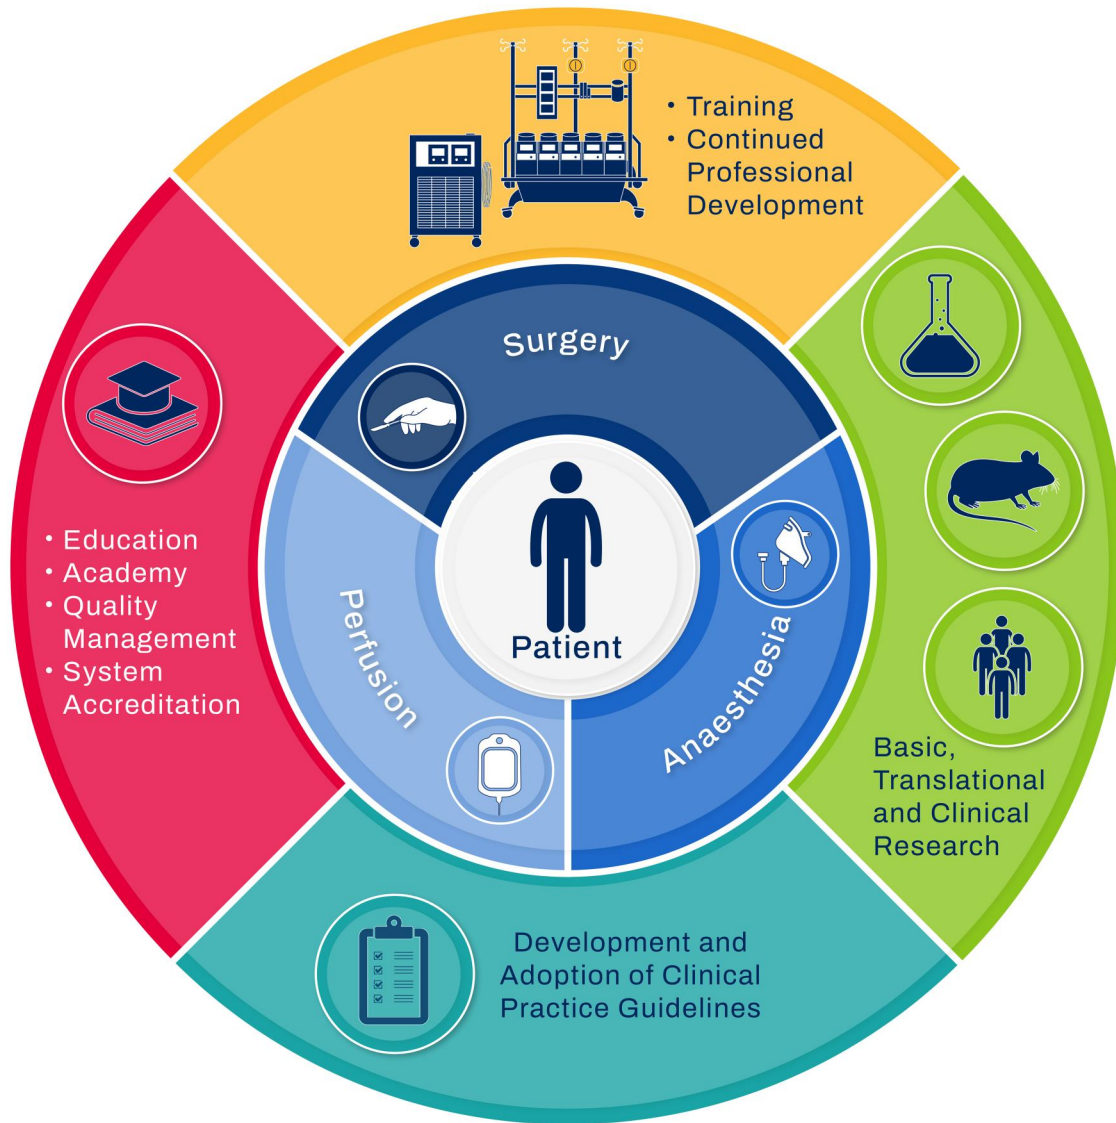 • Training
• Continued
Professional
Development
Surgery
• Education
• Academy
• Quality
Management
• System
Accreditation
Perfusion
Patient
Anaesthesia
Basic,
Translational
and Clinical
Research
Development and
Adoption of Clinical
Practice Guidelines